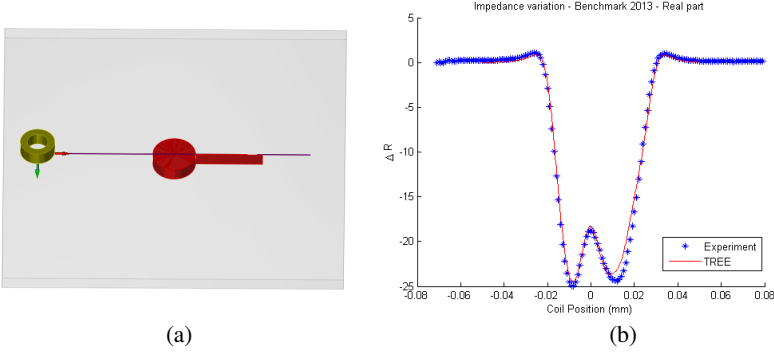 Impedance variation - Benchmark 2013 - Real part
5
0
-5
-10
-15
-20
-25
Δ R
Experiment
TREE
-0.08 -0.06 -0.04 -0.02 0 0.02 0.04 0.06 0.08
Coil Position (mm)
(a) (b)